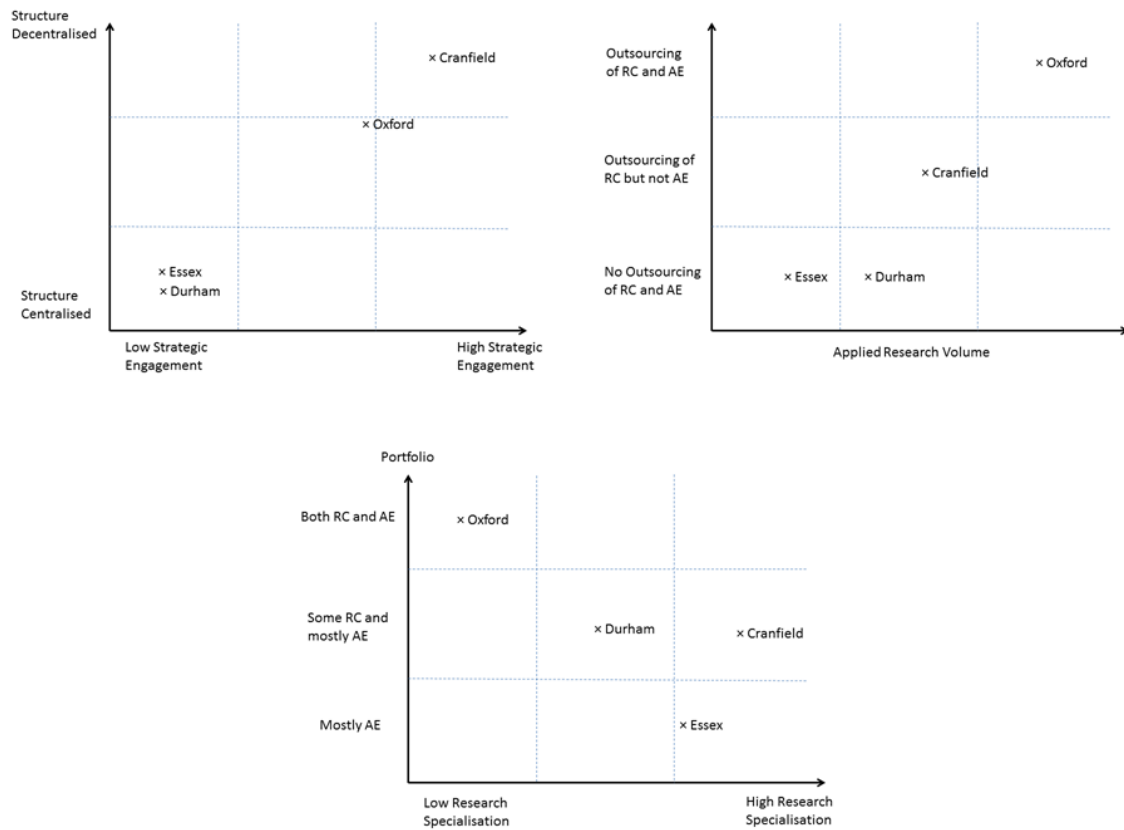 Structure
Decentralised
× Cranfield
× Oxford
× Essex
× Durham
Structure
Centralised
Low Strategic
Engagement
High Strategic
Engagement
Outsourcing
of RC and AE
× Oxford
Outsourcing of
RC but not AE
× Cranfield
No Outsourcing
of RC and AE
× Essex
× Durham
Applied Research Volume
Portfolio
Both RC and AE
× Oxford
Some RC and
mostly AE
× Durham
× Cranfield
Mostly AE
× Essex
Low Research
Specialisation
High Research
Specialisation